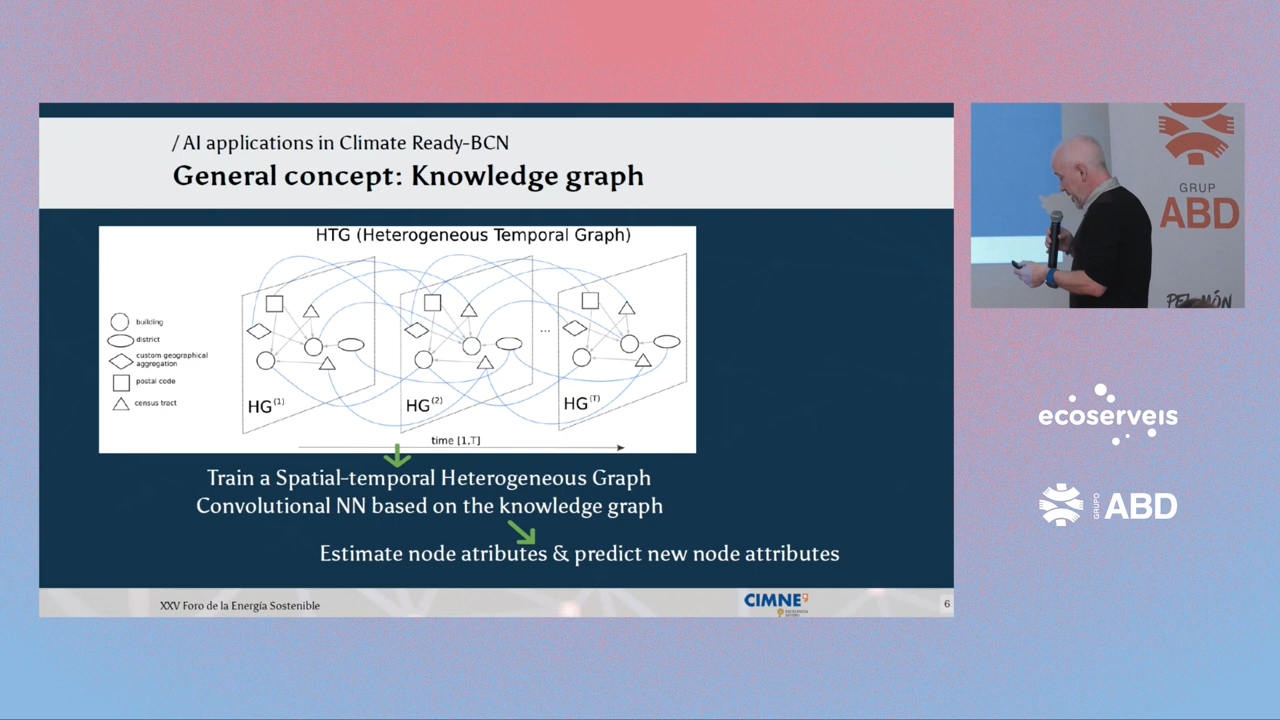 / AI applications in Climate Ready-BCN
General concept: Knowledge graph
HTG (Heterogeneous Temporal Graph)
building
district
custom geographical
aggregation
postal code
census tract
HG(1)
HG(2)
...
HG(T)
time [1,T]
Train a Spatial-temporal Heterogeneous Graph
Convolutional NN based on the knowledge graph
Estimate node atributes & predict new node attributes
XXV Foro de la Energía Sostenible
CIMNE
EXCELENCIA
SEVERO
6
GRUP
ABD
ecoserveis
GRUPO
ABD